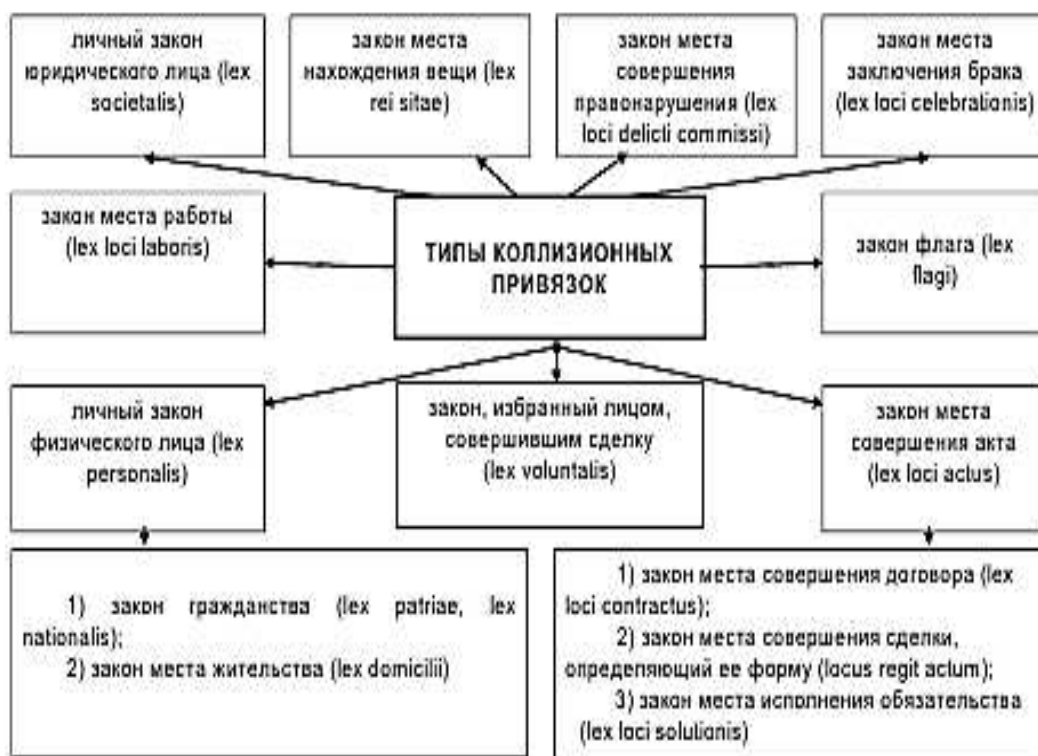 личный закон
юридического лица (lex
societalis)
закон места
нахождения вещи (lex
rei sitae)
закон места
совершения
правонарушения (lex
loci delicti commissi)
закон места
заключения брака
(lex loci celebrationis)
закон места работы
(lex loci laboris)
ТИПЫ КОЛЛИЗИОННЫХ
ПРИВЯЗОК
закон флага (lex
flagi)
личный закон
физического лица (lex
personalis)
закон, избранный лицом,
совершившим сделку
(lex voluntatis)
закон места
совершения акта
(lex loci actus)
1) закон гражданства (lex patriae, lex
nationalis);
2) закон места жительства (lex domicilii)
1) закон места совершения договора (lex
loci contractus);
2) закон места совершения сделки,
определяющий ее форму (locus regit actum);
3) закон места исполнения обязательства
(lex loci solutionis)